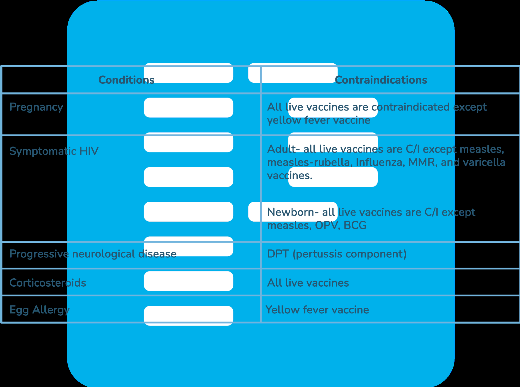 Conditions Contraindications
Pregnancy All live vaccines are contraindicated except
yellow fever vaccine
Symptomatic HIV Adult- all live vaccines are C/I except measles,
measles-rubella, Influenza, MMR, and varicella
vaccines.
Newborn- all live vaccines are C/I except
measles, OPV, BCG
Progressive neurological disease DPT (pertussis component)
Corticosteroids All live vaccines
Egg Allergy Yellow fever vaccine